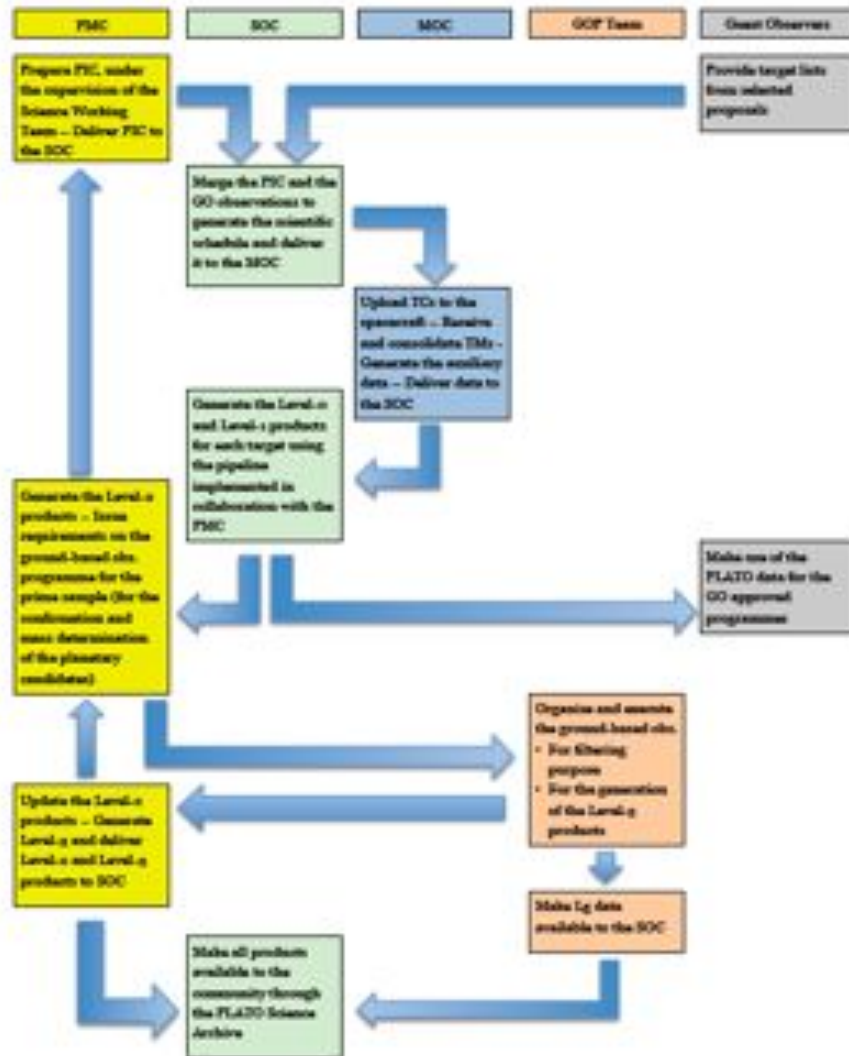 PMC
SOC
MOC
GOP Team
Guest Observers
Prepare PIC, under
the supervision of the
Science Working
Team – Deliver PIC to
the SOC
Provide target lists
from selected
proposals
Merge the PIC and the
GO observations to
generate the scientific
schedule and deliver
it to the MOC
Upload TCs to the
spacecraft – Receive
and consolidate TMs -
Generate the auxiliary
data – Deliver data to
the SOC
Generate the Level-0
and Level-1 products
for each target using
the pipeline
implemented in
collaboration with the
PMC
Generate the Level-2
products – Issue
requirements on the
ground-based obs.
programme for the
prime sample (for the
confirmation and
mass determination
of the planetary
candidates)
Make use of the
PLATO data for the
GO approved
programmes
Organise and execute
the ground-based obs.
• For filtering
purpose
• For the generation
of the Level-3
products
Update the Level-2
products – Generate
Level-3 and deliver
Level-2 and Level-3
products to SOC
Make Lg data
available to the SOC
Make all products
available to the
community through
the PLATO Science
Archive